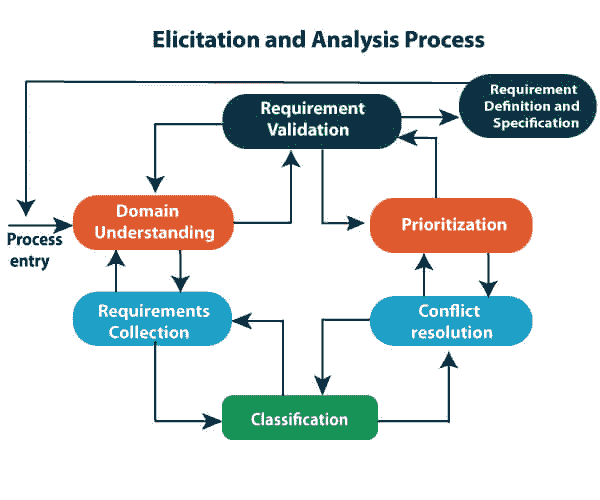 Elicitation and Analysis Process
Requirement
Definition and
Specification
Requirement
Validation
Domain
Understanding
Prioritization
Process
entry
Requirements
Collection
Conflict
resolution
Classification